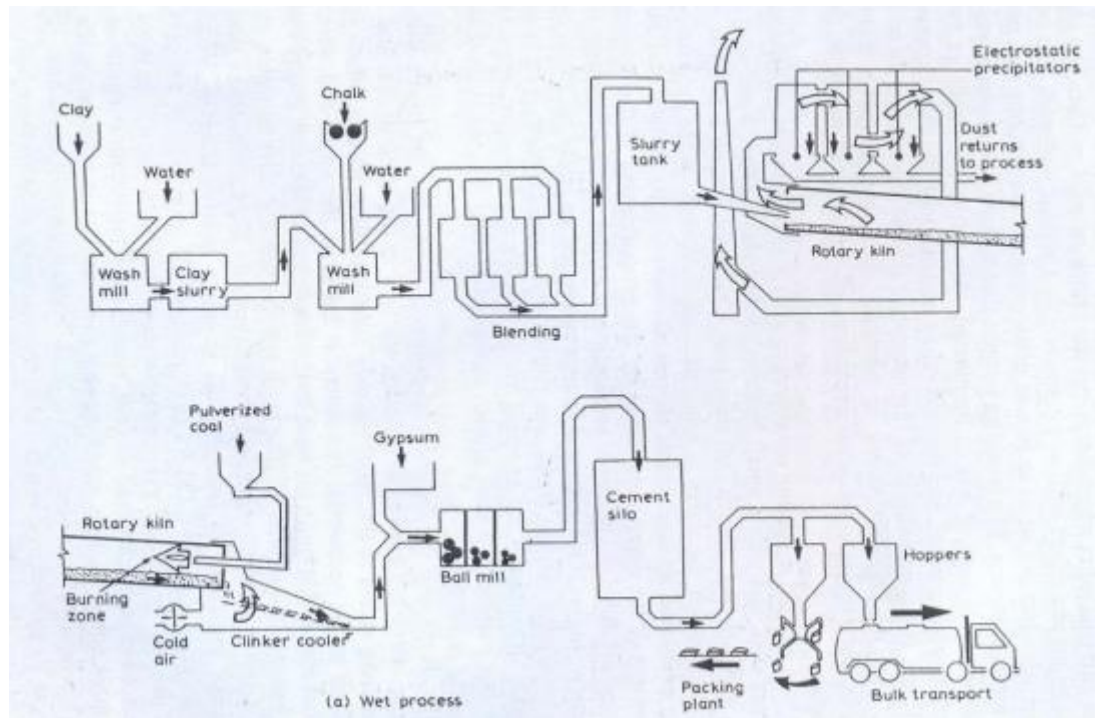 Electrostatic
precipitators
Clay
Chalk
Water
Water
Slurry
tank
Dust
returns
to process
Wash
mill
Clay
slurry
Wash
mill
Rotary kiln
Blending
Pulverized
coal
Gypsum
Rotary kiln
Cement
silo
Hoppers
Ball mill
Burning
zone
Cold
air
Clinker cooler
Packing
plant
Bulk transport
(a) Wet process